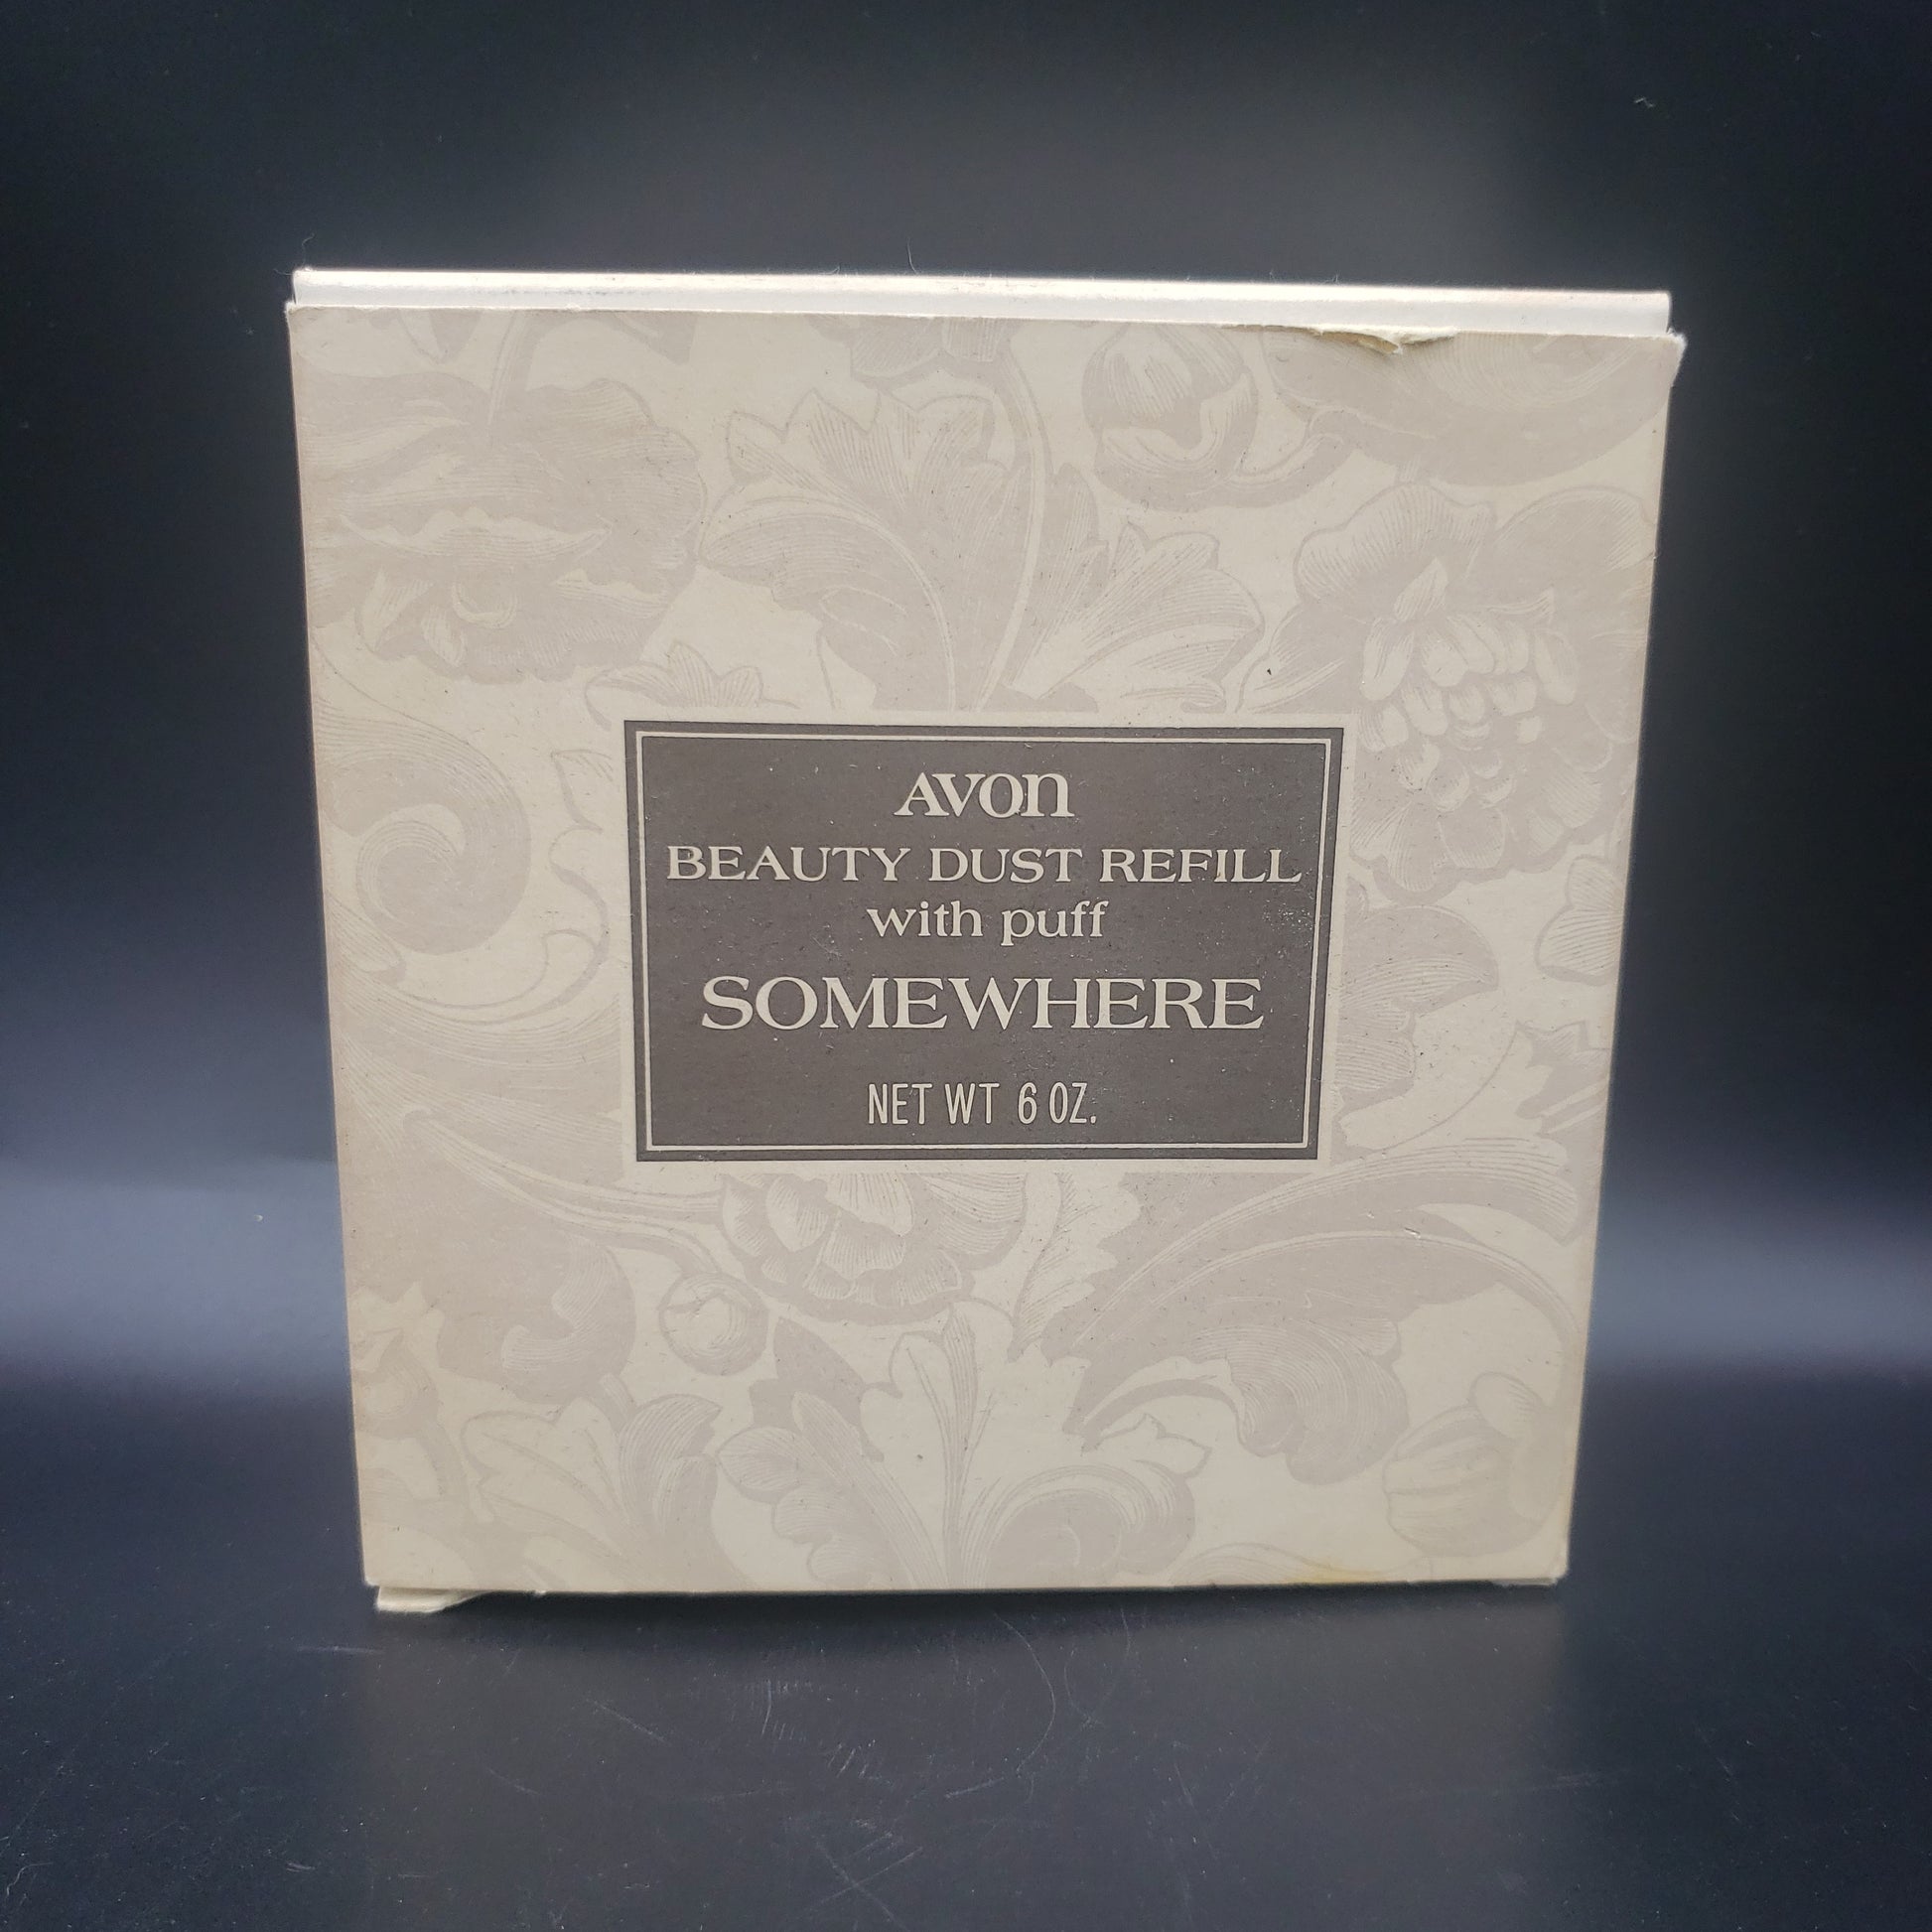 AVON
BEAUTY DUST REFILL
with puff
SOMEWHERE
NET WT 6 OZ.